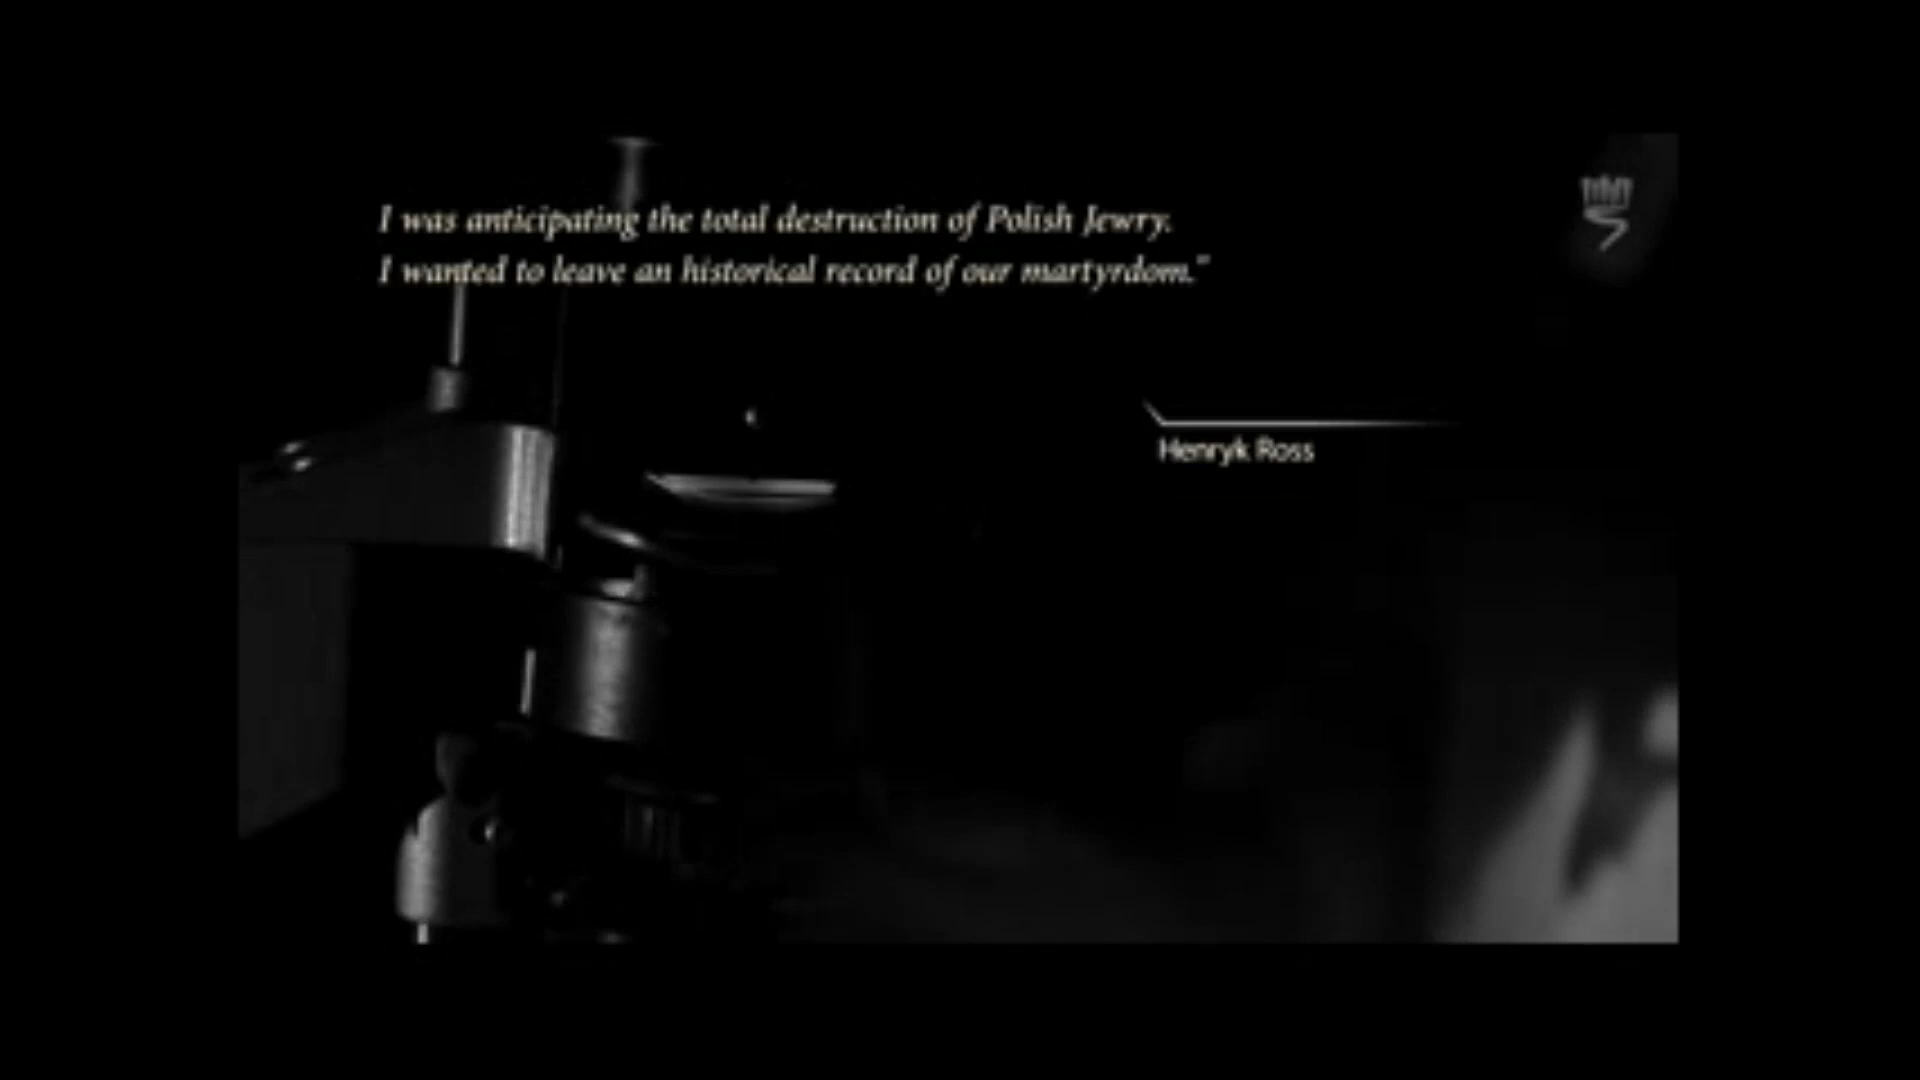 I was anticipating the total destruction of Polish Jewry.
I wanted to leave an historical record of our martyrdom."
Henryk Ross